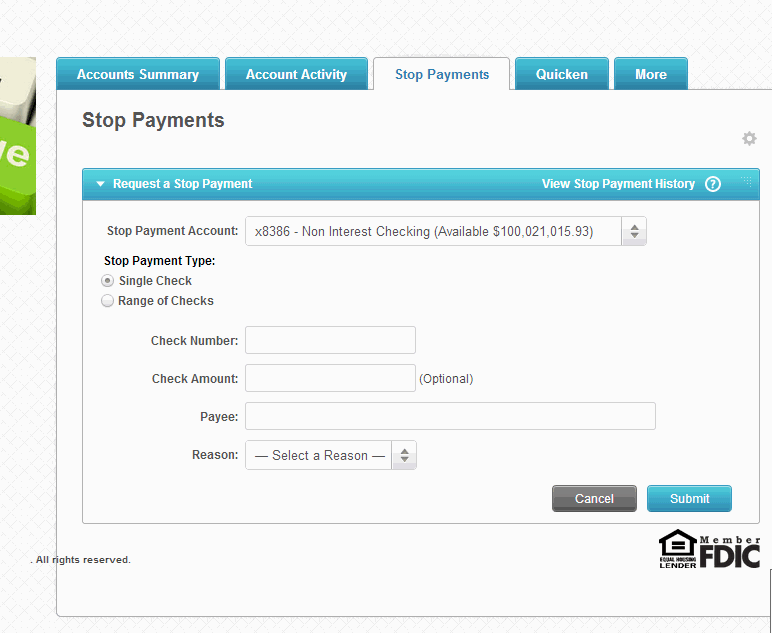 Accounts Summary
Account Activity
Stop Payments
Quicken
More
Stop Payments
Request a Stop Payment
View Stop Payment History ?
Stop Payment Account: x8386 - Non Interest Checking (Available $100,021,015.93)
Stop Payment Type:
Single Check
Range of Checks
Check Number:
Check Amount: (Optional)
Payee:
Reason: — Select a Reason —
Cancel
Submit
. All rights reserved.
EQUAL HOUSING
LENDER
Member
FDIC